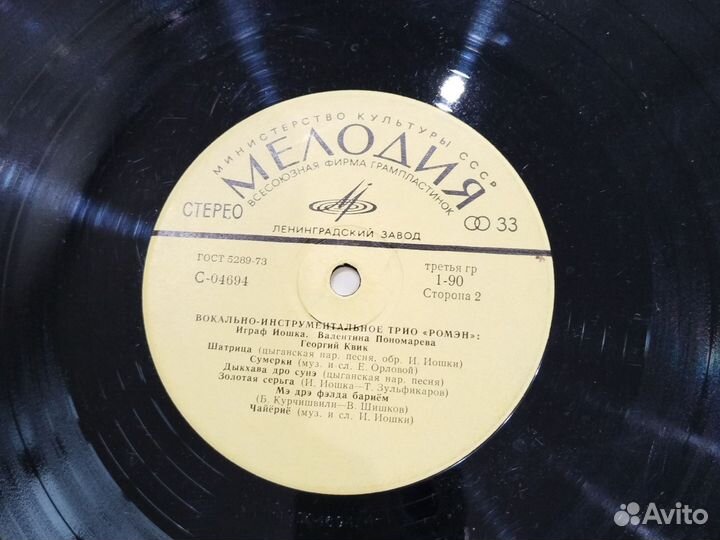 МИНИСТЕРСТВО КУЛЬТУРЫ СССР
МЕЛОДИЯ
ВСЕСОЮЗНАЯ ФИРМА ГРАМПЛАСТИНОК
СТЕРЕО
33
ЛЕНИНГРАДСКИЙ ЗАВОД
ГОСТ 5289-73
третья гр
С-04694
1-90
Сторона 2
ВОКАЛЬНО-ИНСТРУМЕНТАЛЬНОЕ ТРИО «РОМЭН»:
Играф Иошка, Валентина Пономарева
Георгий Квик
Шатрица (цыганская нар. песня, обр. И. Иошки)
Сумерки (муз. и сл. Е. Орловой)
Дыкхава дро сунэ (цыганская нар. песня)
Золотая серьга (И. Иошка—Т. Зульфикаров)
Мэ дрэ фэлда бариём
(Б. Курчишвили—В. Шишков)
Чайёриё (муз. и сл. И. Иошки)
Avito